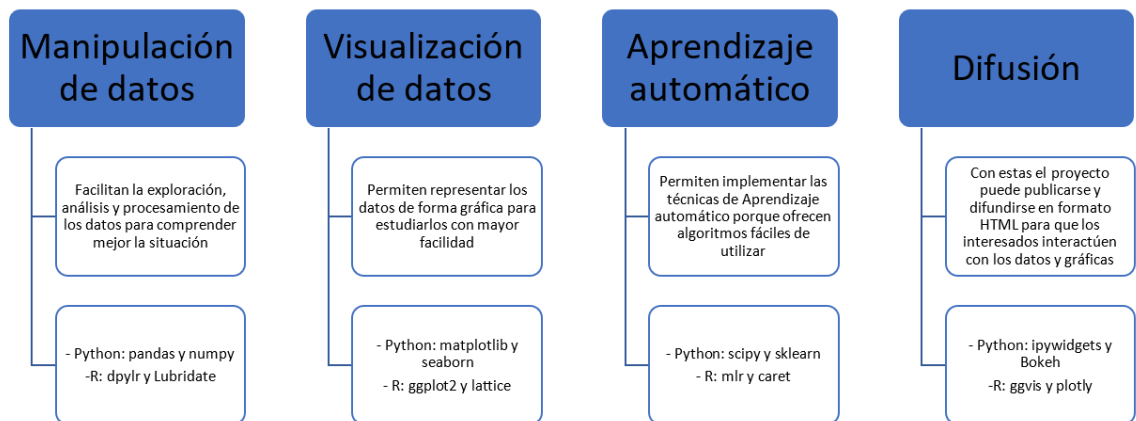 Manipulación
de datos
Facilitan la exploración,
análisis y procesamiento de
los datos para comprender
mejor la situación
- Python: pandas y numpy
-R: dpylr y Lubridate
Visualización
de datos
Permiten representar los
datos de forma gráfica para
estudiarlos con mayor
facilidad
- Python: matplotlib y
seaborn
- R: ggplot2 y lattice
Aprendizaje
automático
Permiten implementar las
técnicas de Aprendizaje
automático porque ofrecen
algoritmos fáciles de
utilizar
- Python: scipy y sklearn
- R: mlr y caret
Difusión
Con estas el proyecto
puede publicarse y
difundirse en formato
HTML para que los
interesados interactúen
con los datos y gráficas
- Python: ipywidgets y
Bokeh
-R: ggvis y plotly